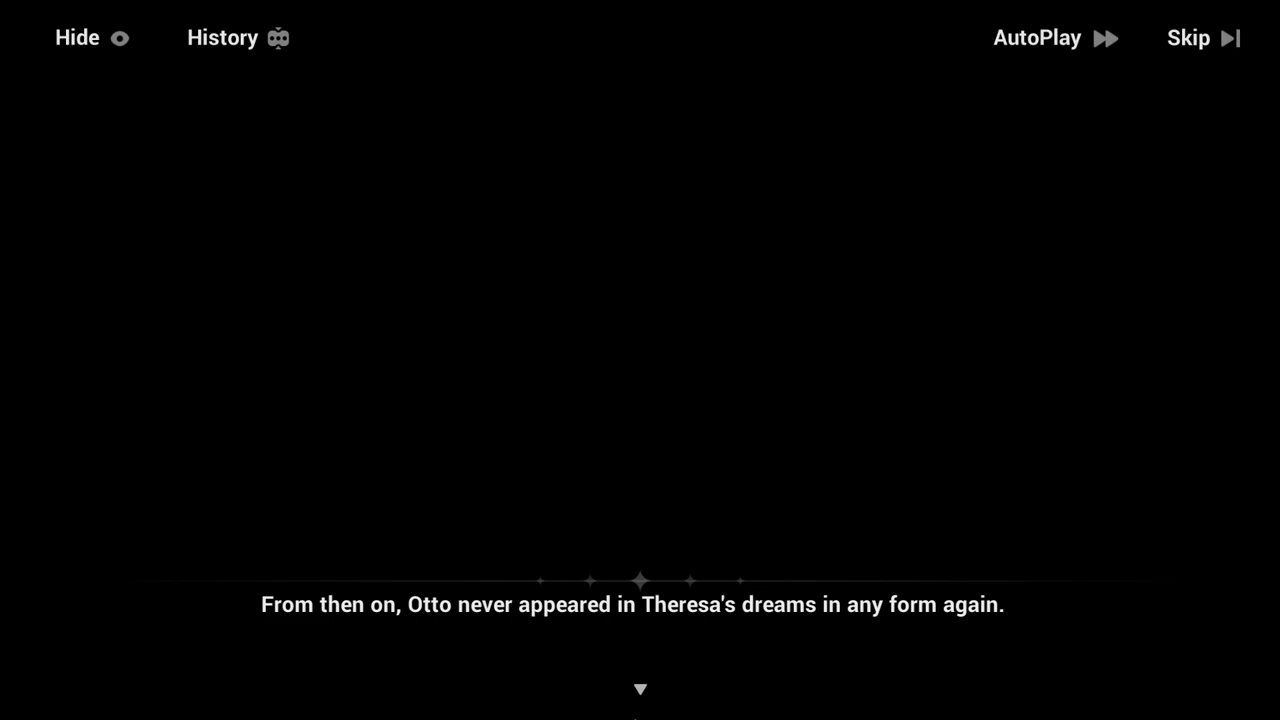 Hide
History
AutoPlay
Skip
From then on, Otto never appeared in Theresa's dreams in any form again.